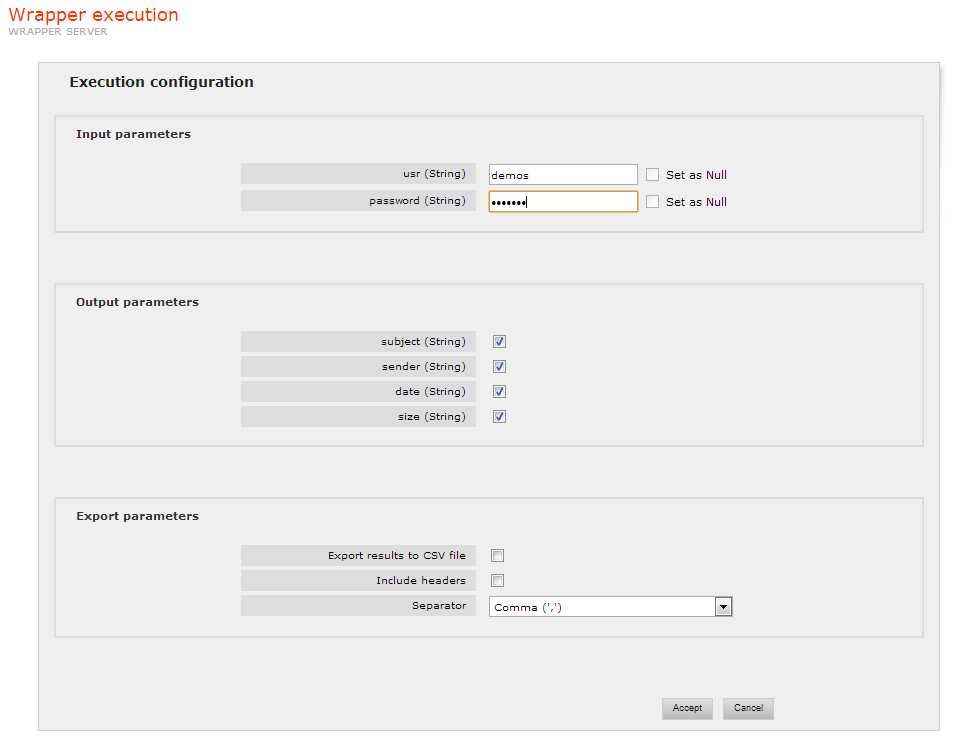 Wrapper execution
WRAPPER SERVER
Execution configuration
Input parameters
usr (String) demos Set as Null
password (String) ••••••• Set as Null
Output parameters
subject (String)
sender (String)
date (String)
size (String)
Export parameters
Export results to CSV file
Include headers
Separator Comma (',')
Accept Cancel